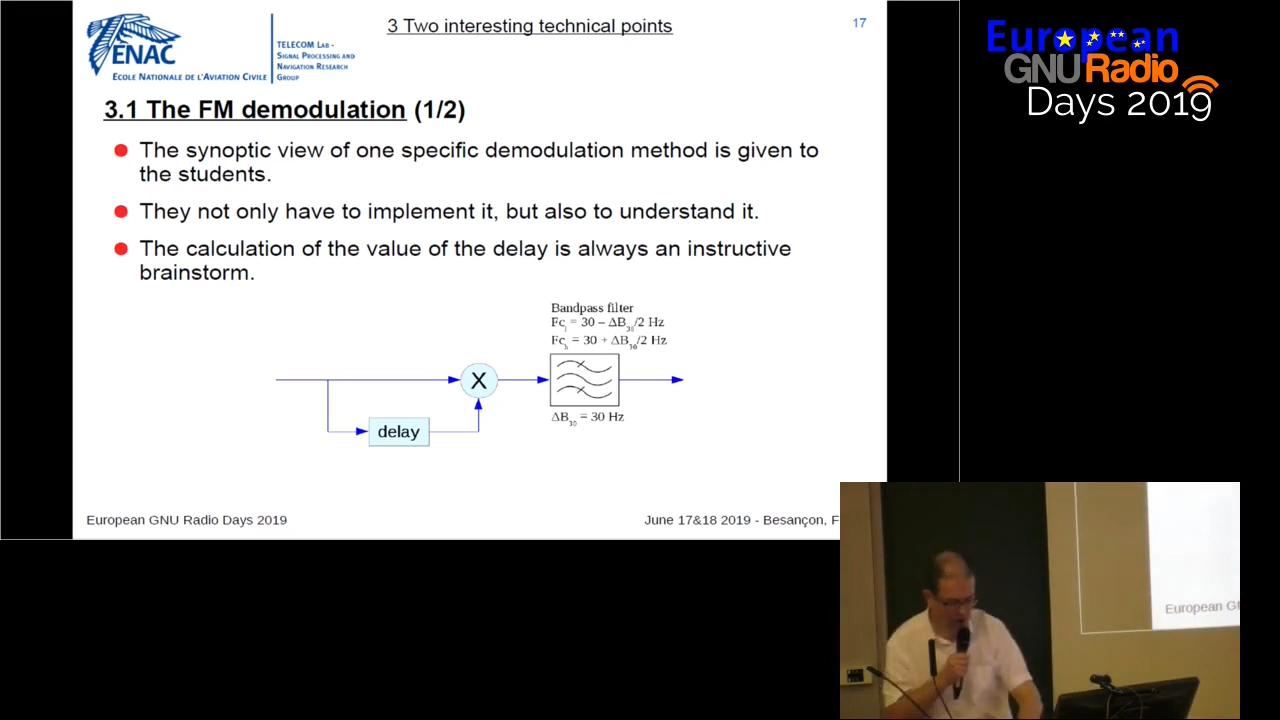 3 Two interesting technical points
17
ENAC
ECOLE NATIONALE DE L'AVIATION CIVILE
TELECOM LAB -
SIGNAL PROCESSING AND
NAVIGATION RESEARCH
GROUP
European
GNURadio
Days 2019
3.1 The FM demodulation (1/2)
The synoptic view of one specific demodulation method is given to
the students.
They not only have to implement it, but also to understand it.
The calculation of the value of the delay is always an instructive
brainstorm.
Bandpass filter
Fcl = 30 – ΔB30/2 Hz
Fch = 30 + ΔB30/2 Hz
X
delay
ΔB30 = 30 Hz
European GNU Radio Days 2019
June 17&18 2019 - Besançon, F
European G